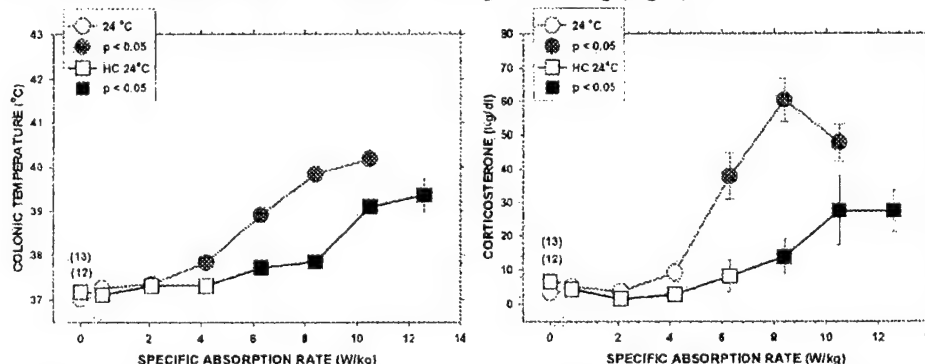 43
42
41
40
39
38
37
COLONIC TEMPERATURE (°C)
24 °C
p < 0.05
HC 24°C
p < 0.05
(13)
(12)
0 2 4 6 8 10 12 14
SPECIFIC ABSORPTION RATE (W/kg)
80
70
60
50
40
30
20
10
0
CORTICOSTERONE (µg/dl)
24 °C
p < 0.05
HC 24°C
p < 0.05
(13)
(12)
0 2 4 6 8 10 12 14
SPECIFIC ABSORPTION RATE (W/kg)